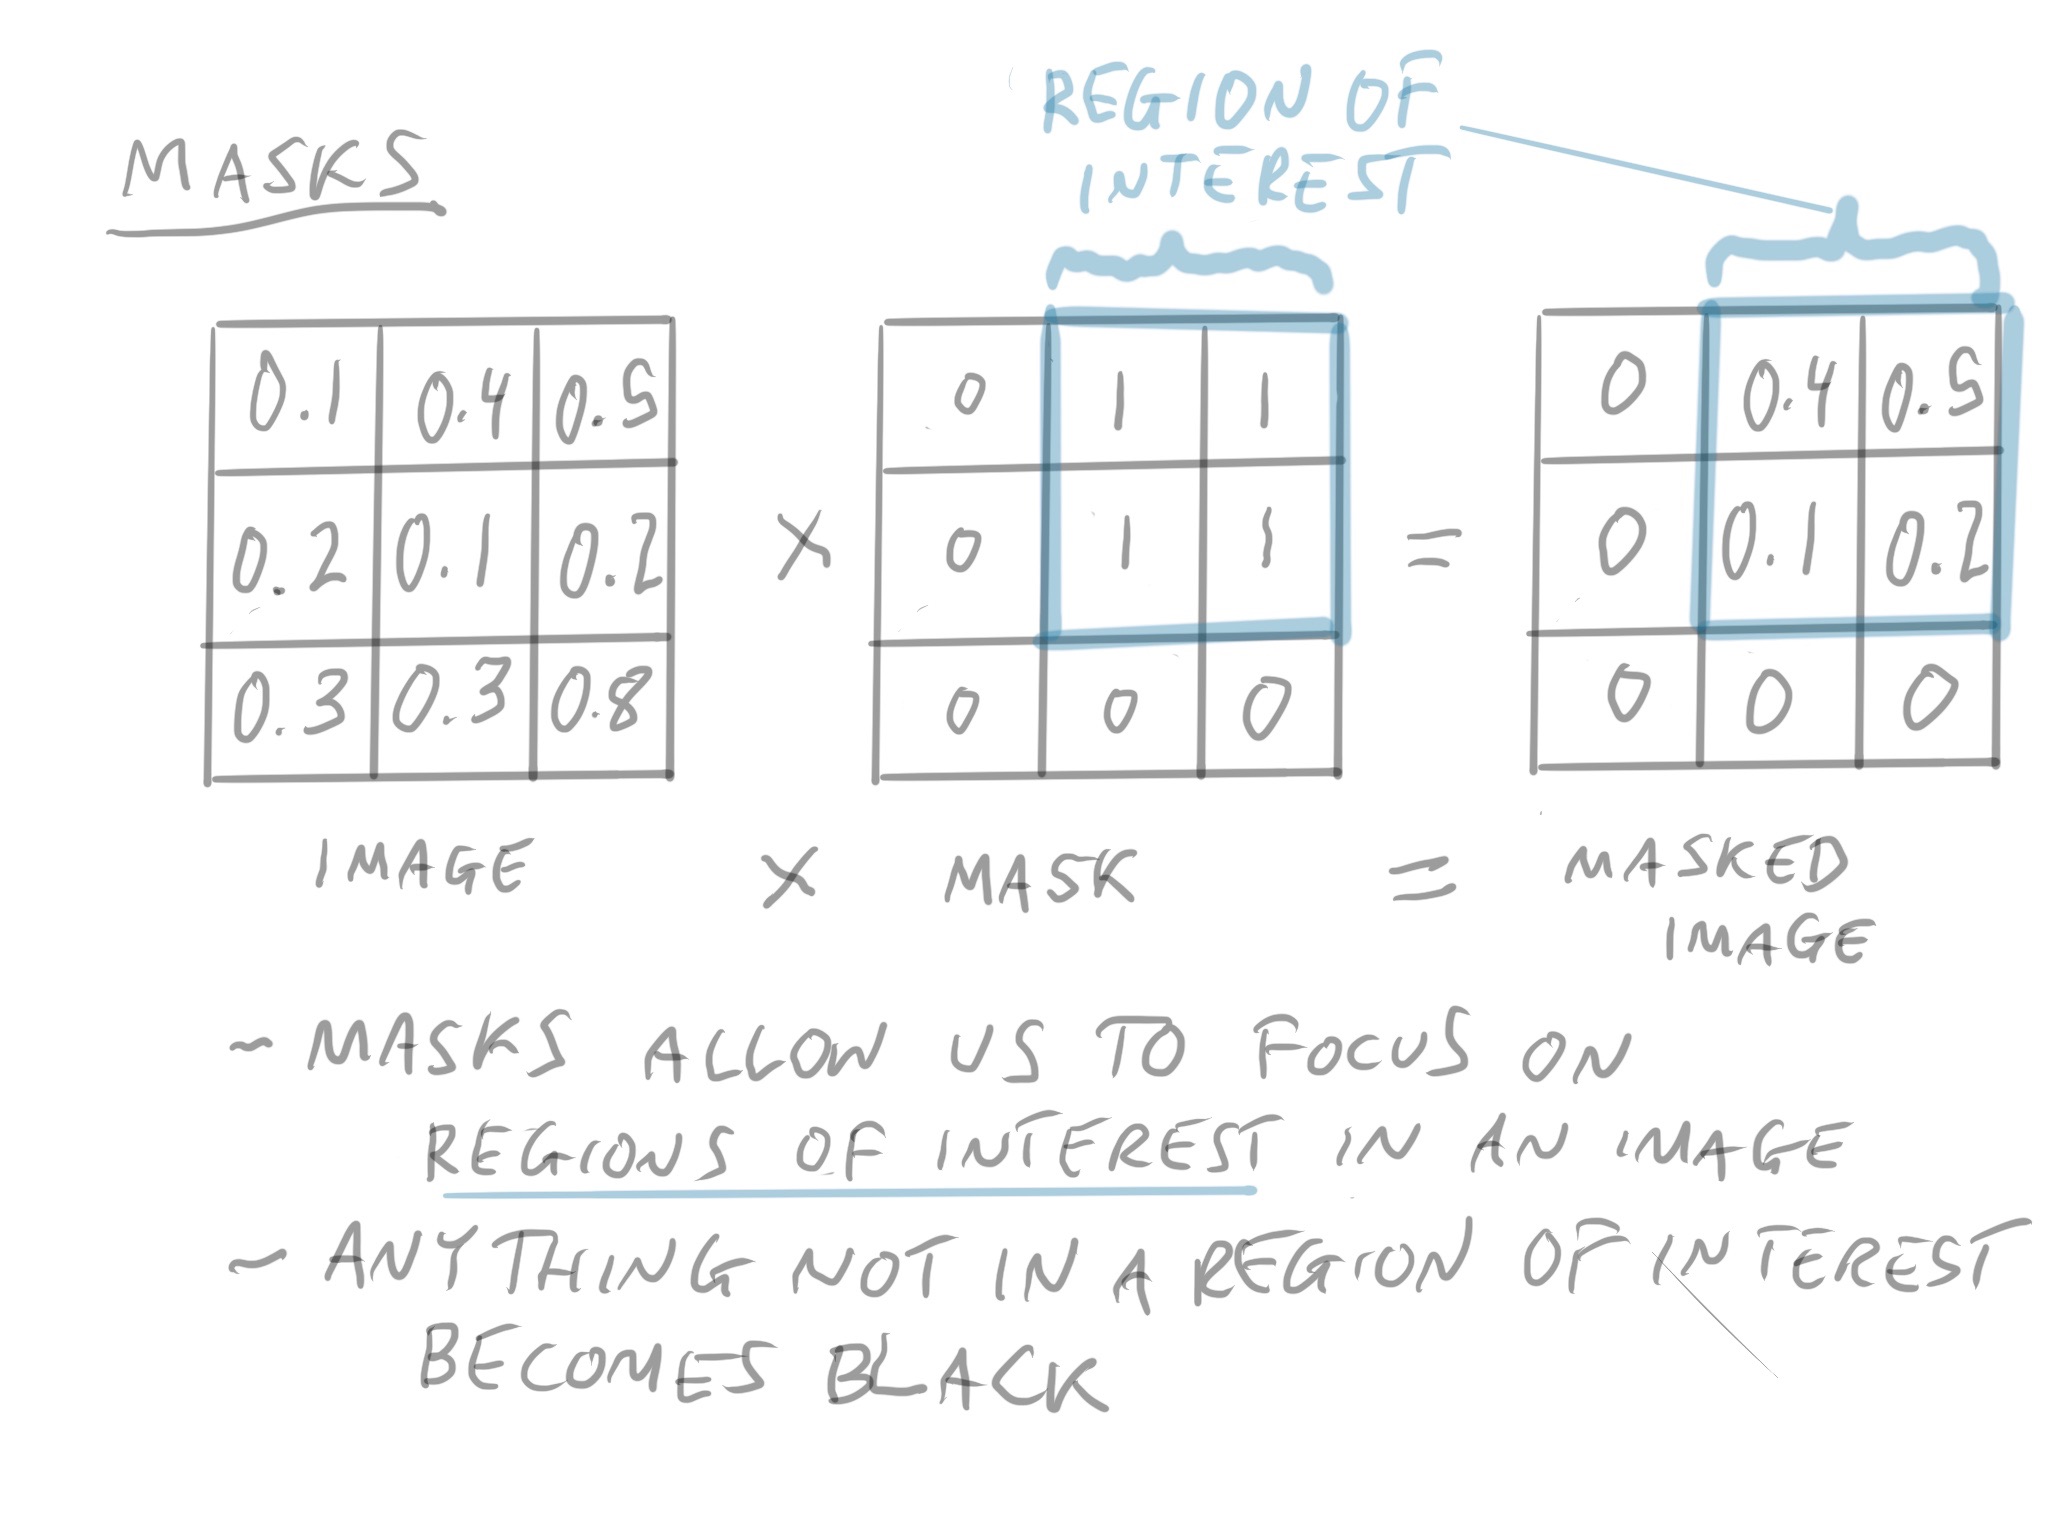 MASKS
REGION OF
INTEREST
0.1 0.4 0.5 0 1 1 0 0.4 0.5
0.2 0.1 0.2 X 0 1 1 = 0 0.1 0.2
0.3 0.3 0.8 0 0 0 0 0 0
IMAGE X MASK = MASKED
IMAGE
~ MASKS ALLOW US TO FOCUS ON
REGIONS OF INTEREST IN AN IMAGE
~ ANYTHING NOT IN A REGION OF INTEREST
BECOMES BLACK